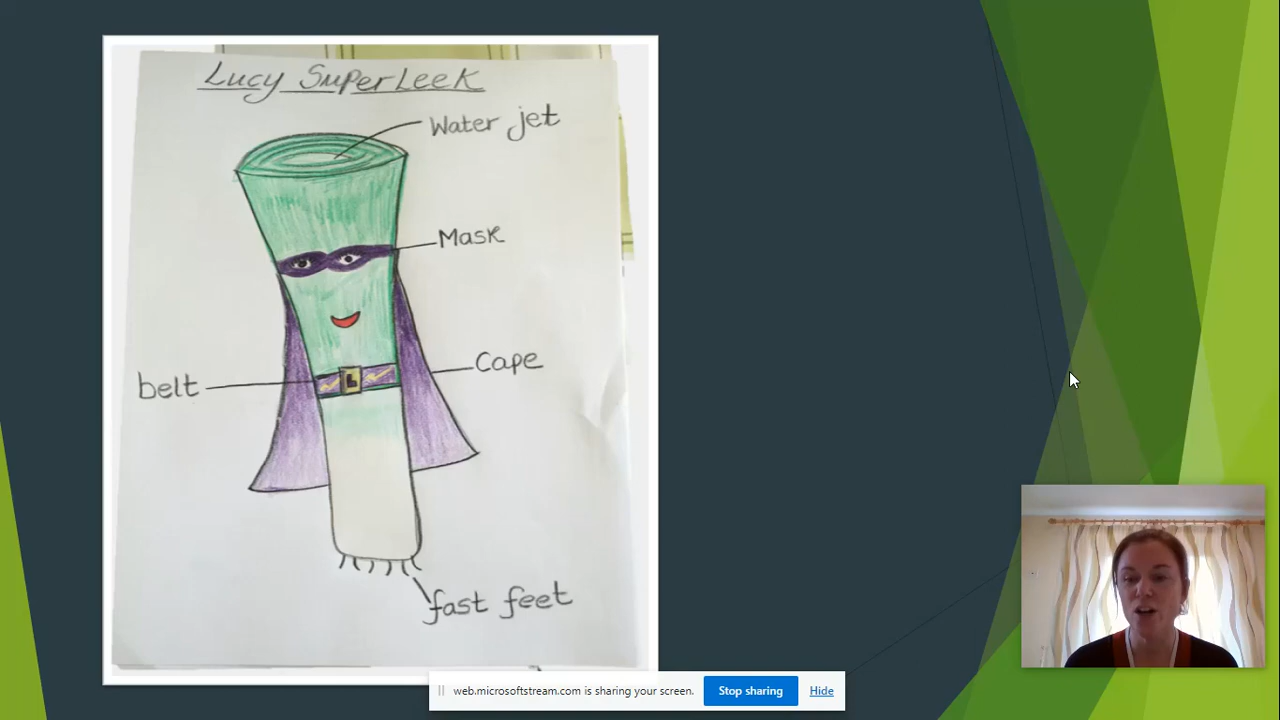 Lucy SuperLeek
Water jet
Mask
Cape
belt
L
fast feet
web.microsoftstream.com is sharing your screen.
Stop sharing
Hide